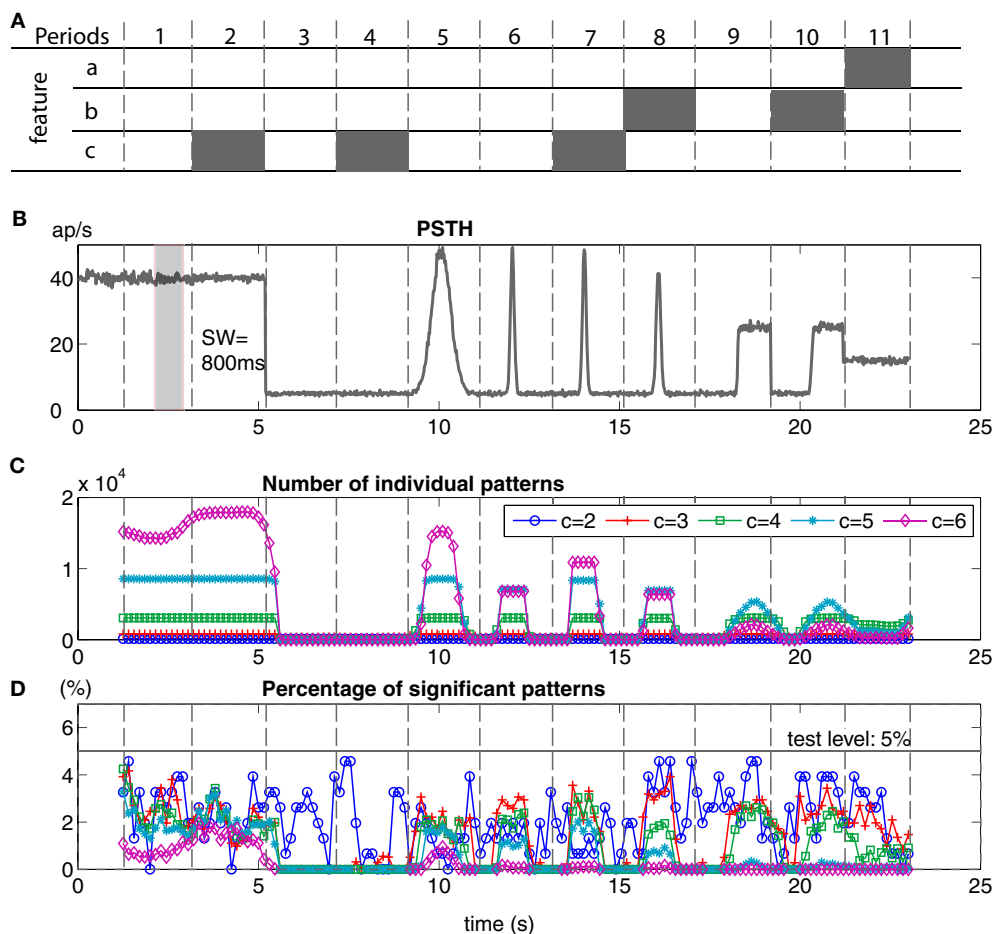 A
Periods 1 2 3 4 5 6 7 8 9 10 11
feature
a
b
c
B
ap/s
PSTH
40
20
0
SW=
800ms
0 5 10 15 20 25
C
x 10^4
Number of individual patterns
2
1
0
c=2 c=3 c=4 c=5 c=6
0 5 10 15 20 25
D
(%)
Percentage of significant patterns
6
4
2
0
test level: 5%
0 5 10 15 20 25
time (s)